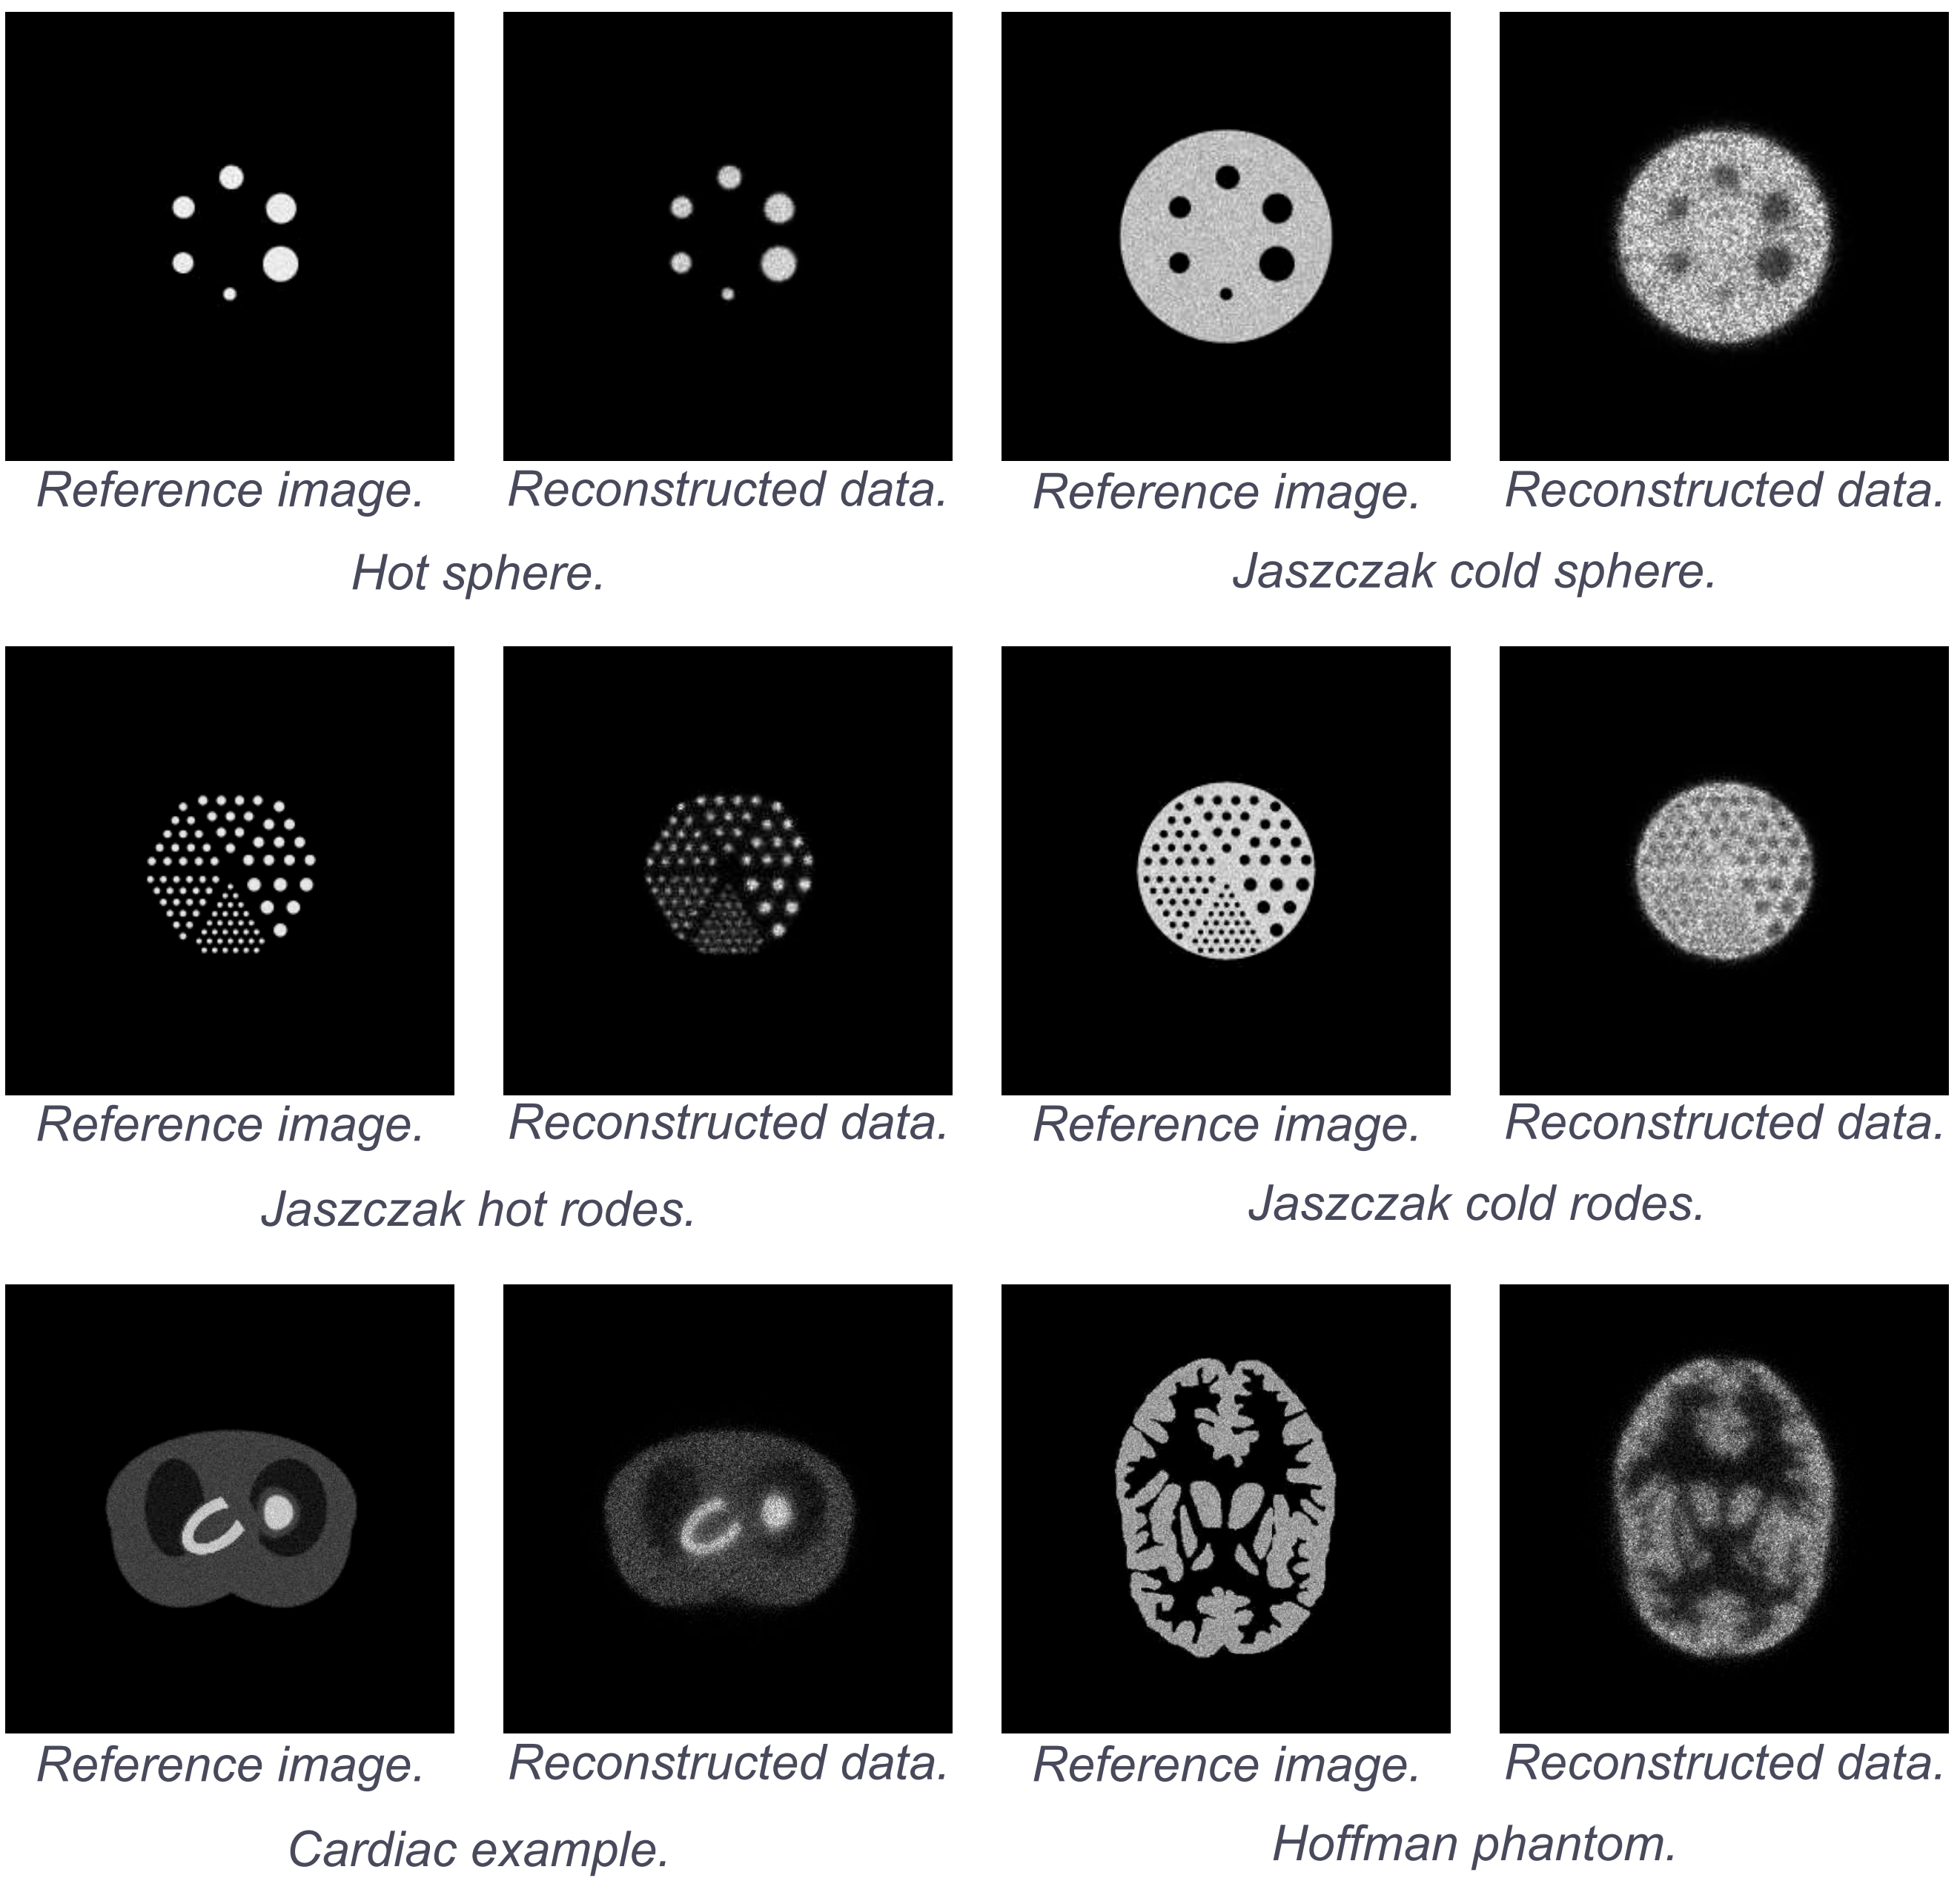 Reference image.
Reconstructed data.
Reference image.
Reconstructed data.
Hot sphere.
Jaszczak cold sphere.
Reference image.
Reconstructed data.
Reference image.
Reconstructed data.
Jaszczak hot rodes.
Jaszczak cold rodes.
Reference image.
Reconstructed data.
Reference image.
Reconstructed data.
Cardiac example.
Hoffman phantom.